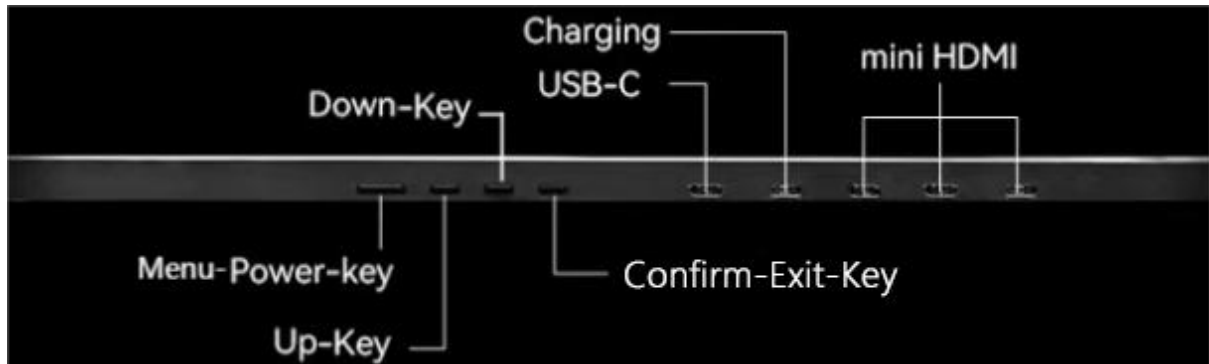 Charging
USB-C
mini HDMI
Down-Key
Menu-Power-key
Confirm-Exit-Key
Up-Key